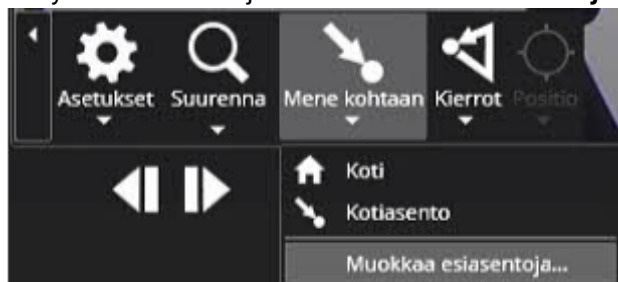 Asetukset Suurenna Mene kohtaan Kierrot Positio
Koti
Kotiasento
Muokkaa esiasentoja...